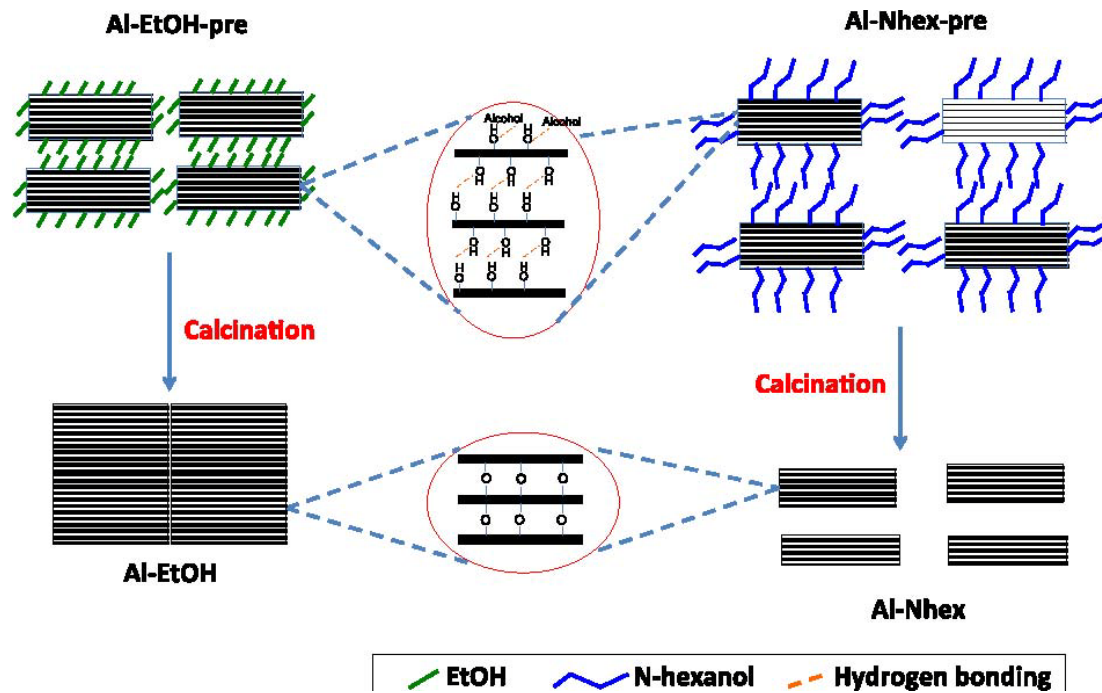 Al-EtOH-pre
Al-Nhex-pre
Alcohol Alcohol
H H
O O
O O O
H H H
H H H
O O O
O O O
H H H
H H H
O O O
Calcination
Calcination
O O O
O O O
Al-EtOH
Al-Nhex
EtOH N-hexanol Hydrogen bonding